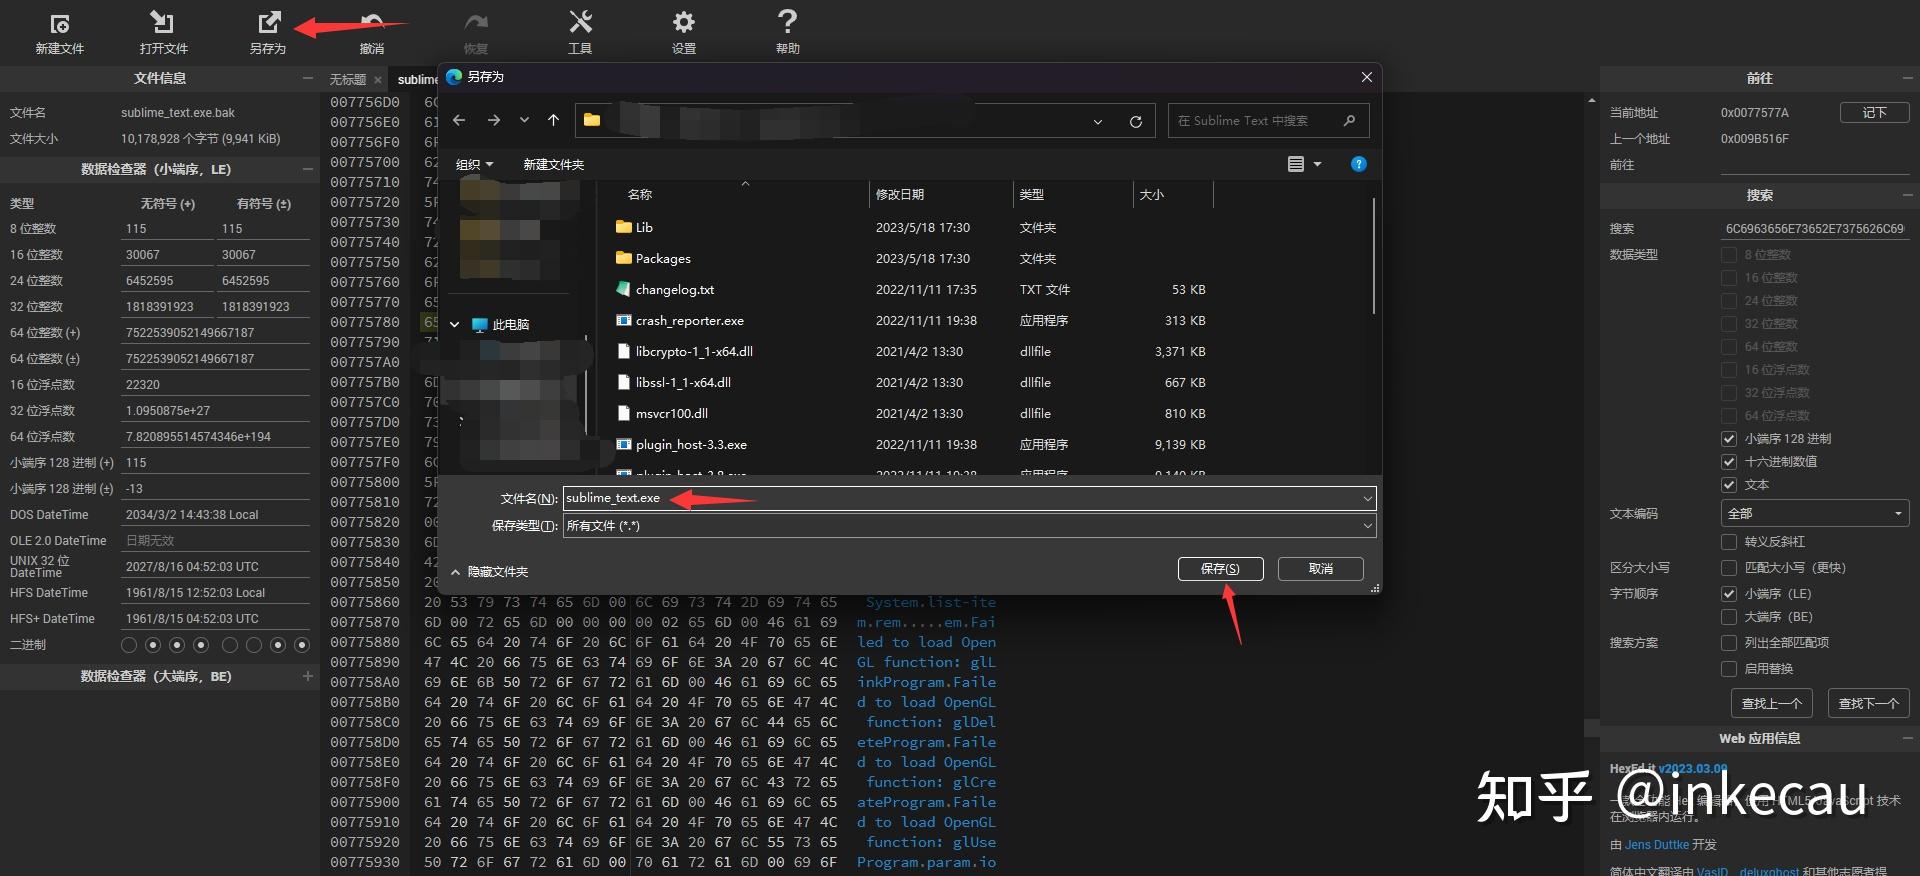 新建文件 打开文件 另存为 撤消 恢复 工具 设置 帮助
文件信息
文件名 sublime_text.exe.bak
文件大小 10,178,928 个字节 (9,941 KiB)
数据检查器（小端序，LE）
类型 无符号 (+) 有符号 (±)
8 位整数 115 115
16 位整数 30067 30067
24 位整数 6452595 6452595
32 位整数 1818391923 1818391923
64 位整数 (+) 7522539052149667187
64 位整数 (±) 7522539052149667187
16 位浮点数 22320
32 位浮点数 1.0950875e+27
64 位浮点数 7.820895514574346e+194
小端序 128 进制 (+) 115
小端序 128 进制 (±) -13
DOS DateTime 2034/3/2 14:43:38 Local
OLE 2.0 DateTime 日期无效
UNIX 32 位 DateTime 2027/8/16 04:52:03 UTC
HFS DateTime 1961/8/15 12:52:03 Local
HFS+ DateTime 1961/8/15 04:52:03 UTC
二进制
数据检查器（大端序，BE）
无标题 × sublime
007756D0
007756E0
007756F0
00775700
00775710
00775720
00775730
00775740
00775750
00775760
00775770
00775780
00775790
007757A0
007757B0
007757C0
007757D0
007757E0
007757F0
00775800
00775810
00775820
00775830
00775840
00775850
00775860 20 53 79 73 74 65 6D 00 6C 69 73 74 2D 69 74 65 System.list-ite
00775870 6D 00 72 65 6D 00 00 00 00 02 65 6D 00 46 61 69 m.rem.....em.Fai
00775880 6C 65 64 20 74 6F 20 6C 6F 61 64 20 4F 70 65 6E led to load Open
00775890 47 4C 20 66 75 6E 63 74 69 6F 6E 3A 20 67 6C 4C GL function: glL
007758A0 69 6E 6B 50 72 6F 67 72 61 6D 00 46 61 69 6C 65 inkProgram.Faile
007758B0 64 20 74 6F 20 6C 6F 61 64 20 4F 70 65 6E 47 4C d to load OpenGL
007758C0 20 66 75 6E 63 74 69 6F 6E 3A 20 67 6C 44 65 6C function: glDel
007758D0 65 74 65 50 72 6F 67 72 61 6D 00 46 61 69 6C 65 eteProgram.Faile
007758E0 64 20 74 6F 20 6C 6F 61 64 20 4F 70 65 6E 47 4C d to load OpenGL
007758F0 20 66 75 6E 63 74 69 6F 6E 3A 20 67 6C 43 72 65 function: glCre
00775900 61 74 65 50 72 6F 67 72 61 6D 00 46 61 69 6C 65 ateProgram.Faile
00775910 64 20 74 6F 20 6C 6F 61 64 20 4F 70 65 6E 47 4C d to load OpenGL
00775920 20 66 75 6E 63 74 69 6F 6E 3A 20 67 6C 55 73 65 function: glUse
00775930 50 72 6F 67 72 61 6D 00 70 61 72 61 6D 00 69 6F Program.param.io
另存为
在 Sublime Text 中搜索
组织 新建文件夹
此电脑
名称 修改日期 类型 大小
Lib 2023/5/18 17:30 文件夹
Packages 2023/5/18 17:30 文件夹
changelog.txt 2022/11/11 17:35 TXT 文件 53 KB
crash_reporter.exe 2022/11/11 19:38 应用程序 313 KB
libcrypto-1_1-x64.dll 2021/4/2 13:30 dllfile 3,371 KB
libssl-1_1-x64.dll 2021/4/2 13:30 dllfile 667 KB
msvcr100.dll 2021/4/2 13:30 dllfile 810 KB
plugin_host-3.3.exe 2022/11/11 19:38 应用程序 9,139 KB
plugin_host-3.8.exe 2022/11/11 19:38 应用程序 9,140 KB
文件名(N): sublime_text.exe
保存类型(T): 所有文件 (*.*)
隐藏文件夹 保存(S) 取消
前往
当前地址 0x0077577A 记下
上一个地址 0x009B516F
前往
搜索
搜索 6C6963656E73652E7375626C69
数据类型 8 位整数
16 位整数
24 位整数
32 位整数
64 位整数
16 位浮点数
32 位浮点数
64 位浮点数
小端序 128 进制
十六进制数值
文本
文本编码 全部
转义反斜杠
区分大小写 匹配大小写（更快）
字节顺序 小端序（LE）
大端序（BE）
搜索方案 列出全部匹配项
启用替换
查找上一个 查找下一个
Web 应用信息
HexEd.it v2023.03.09
在浏览器内运行。
由 Jens Duttke 开发
简体中文翻译由 VasID、deluxghost 和其他志愿者提
知乎 @inkecau